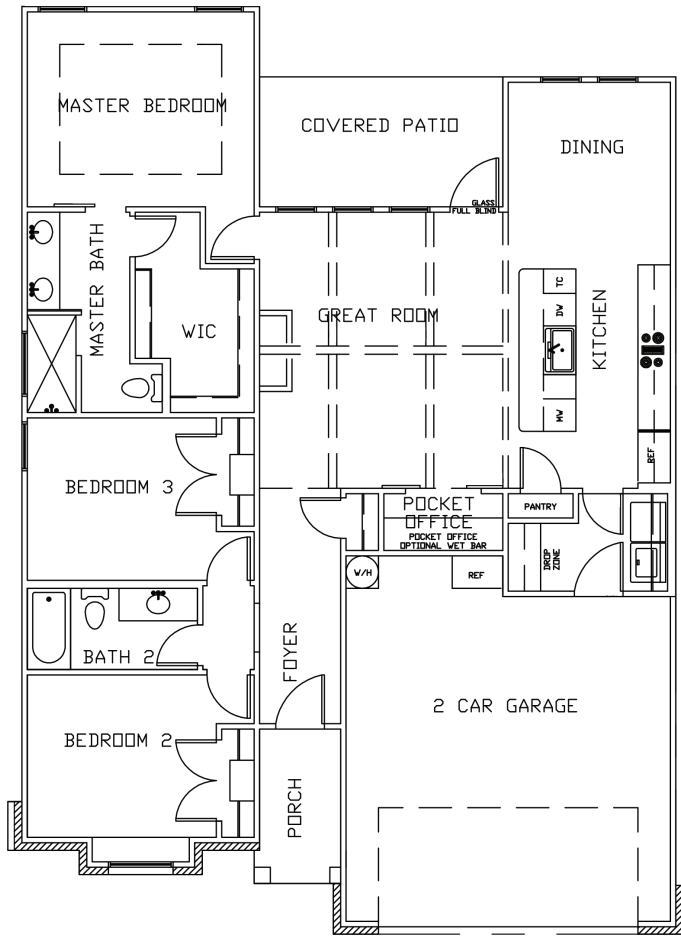 MASTER BEDROOM
COVERED PATIO
DINING
GLASS
FULL BLIND
MASTER BATH
WIC
GREAT ROOM
TC
DW
KITCHEN
MW
REF
BEDROOM 3
POCKET
OFFICE
POCKET OFFICE
OPTIONAL WET BAR
PANTRY
DROP
ZONE
W/H
REF
BATH 2
FOYER
2 CAR GARAGE
BEDROOM 2
PORCH